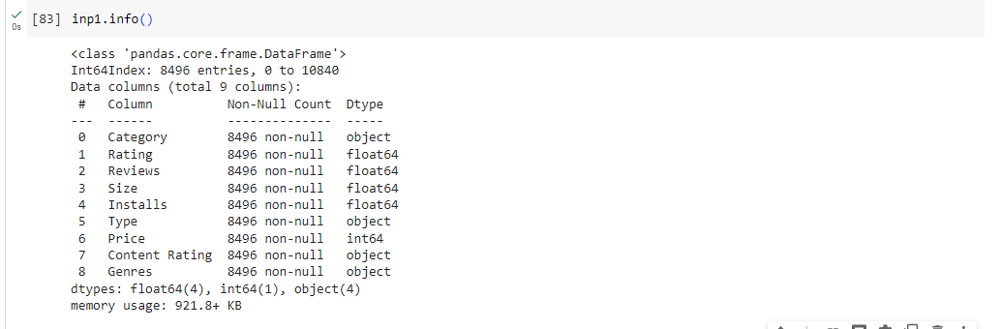 [83] inp1.info()
0s
<class 'pandas.core.frame.DataFrame'>
Int64Index: 8496 entries, 0 to 10840
Data columns (total 9 columns):
 #   Column          Non-Null Count  Dtype
---  ------          --------------  -----
 0   Category        8496 non-null   object
 1   Rating          8496 non-null   float64
 2   Reviews         8496 non-null   float64
 3   Size            8496 non-null   float64
 4   Installs        8496 non-null   float64
 5   Type            8496 non-null   object
 6   Price           8496 non-null   int64
 7   Content Rating  8496 non-null   object
 8   Genres          8496 non-null   object
dtypes: float64(4), int64(1), object(4)
memory usage: 921.8+ KB